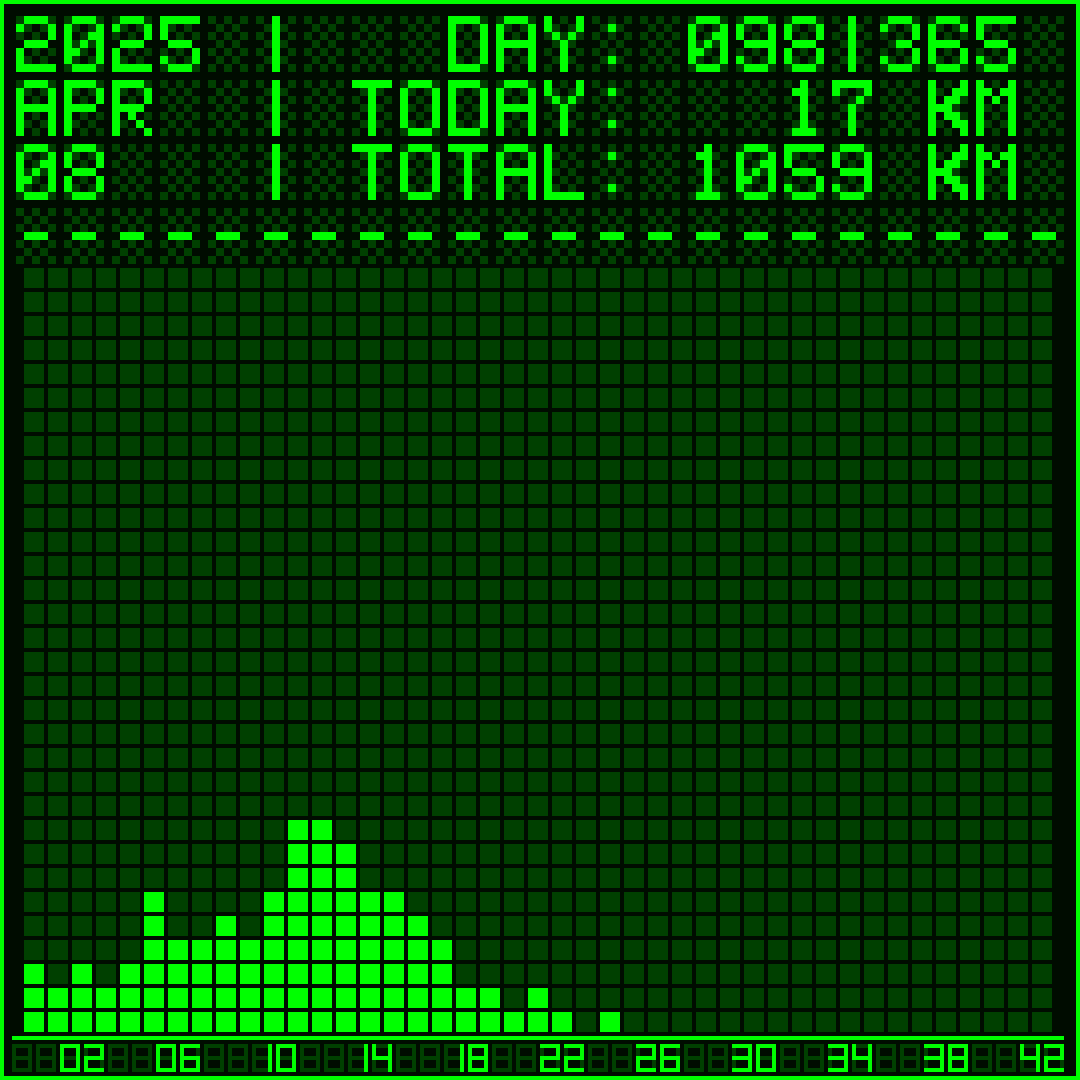 2025 | DAY: 098|365
APR | TODAY: 17 KM
08 | TOTAL: 1059 KM
- - - - - - - - - - - - - - - - - - - - - -
02 06 10 14 18 22 26 30 34 38 42